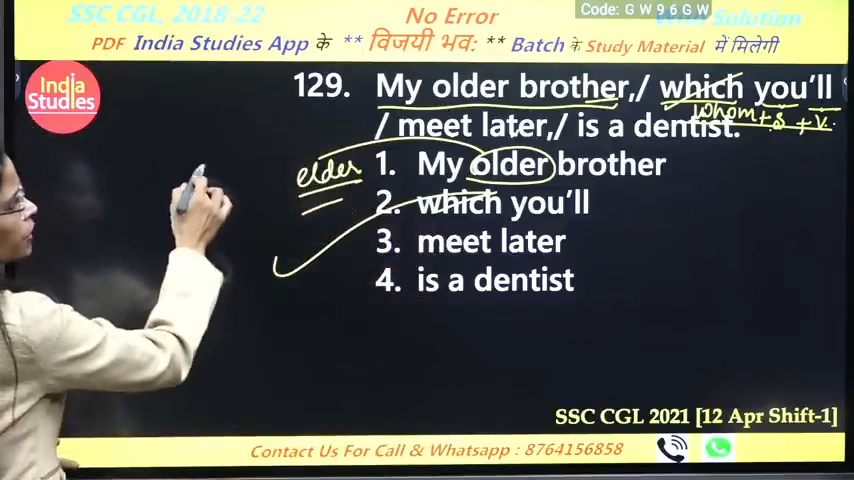 SSC CGL, 2018-22
No Error
Code: G W 9 6 G W
Solution
PDF India Studies App के ** विजयी भव: ** Batch के Study Material में मिलेगी
India
Studies
129. My older brother,/ which you'll
whom + S + V.
/ meet later,/ is a dentist.
elder
1. My older brother
2. which you'll
3. meet later
4. is a dentist
SSC CGL 2021 [12 Apr Shift-1]
Contact Us For Call & Whatsapp : 8764156858